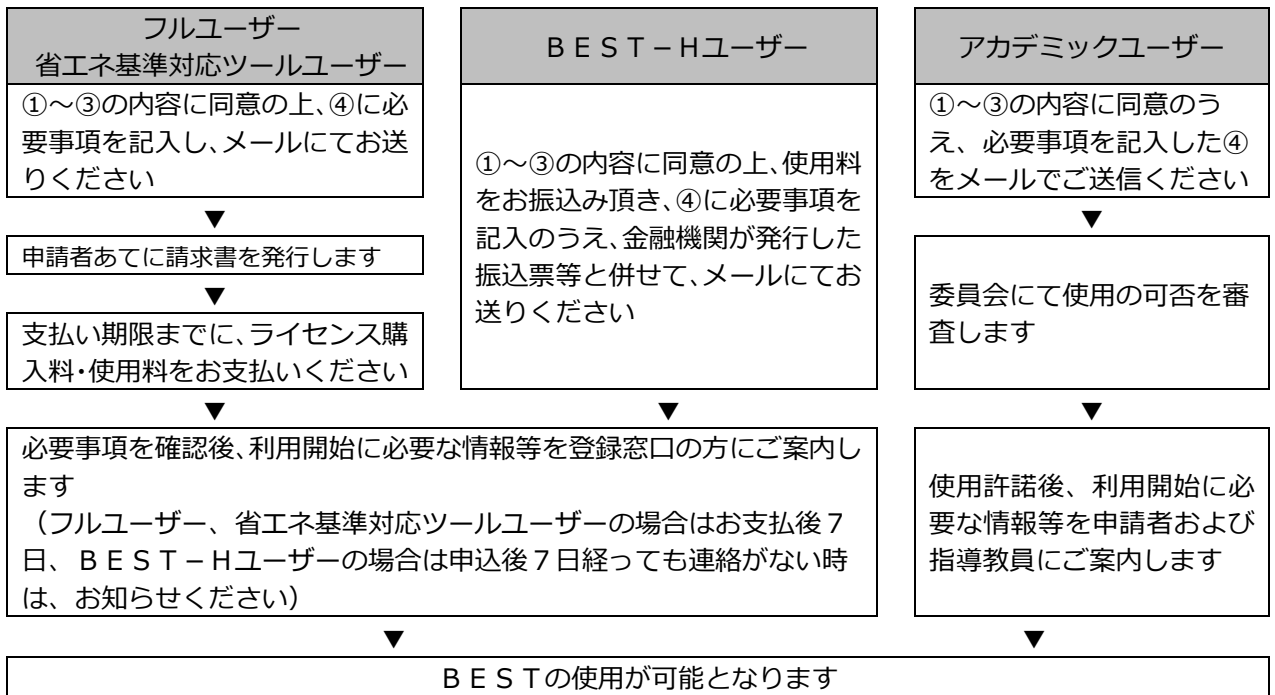 フルユーザー
省エネ基準対応ツールユーザー
①～③の内容に同意の上、④に必
要事項を記入し、メールにてお送
りください
▼
申請者あてに請求書を発行します
▼
支払い期限までに、ライセンス購
入料・使用料をお支払いください
▼
ＢＥＳＴ－Ｈユーザー
①～③の内容に同意の上、使用料
をお振込み頂き、④に必要事項を
記入のうえ、金融機関が発行した
振込票等と併せて、メールにてお
送りください
▼
必要事項を確認後、利用開始に必要な情報等を登録窓口の方にご案内し
ます
（フルユーザー、省エネ基準対応ツールユーザーの場合はお支払後７
日、ＢＥＳＴ－Ｈユーザーの場合は申込後７日経っても連絡がない時
は、お知らせください）
▼
アカデミックユーザー
①～③の内容に同意のう
え、必要事項を記入した④
をメールでご送信ください
▼
委員会にて使用の可否を審
査します
▼
使用許諾後、利用開始に必
要な情報等を申請者および
指導教員にご案内します
▼
ＢＥＳＴの使用が可能となります